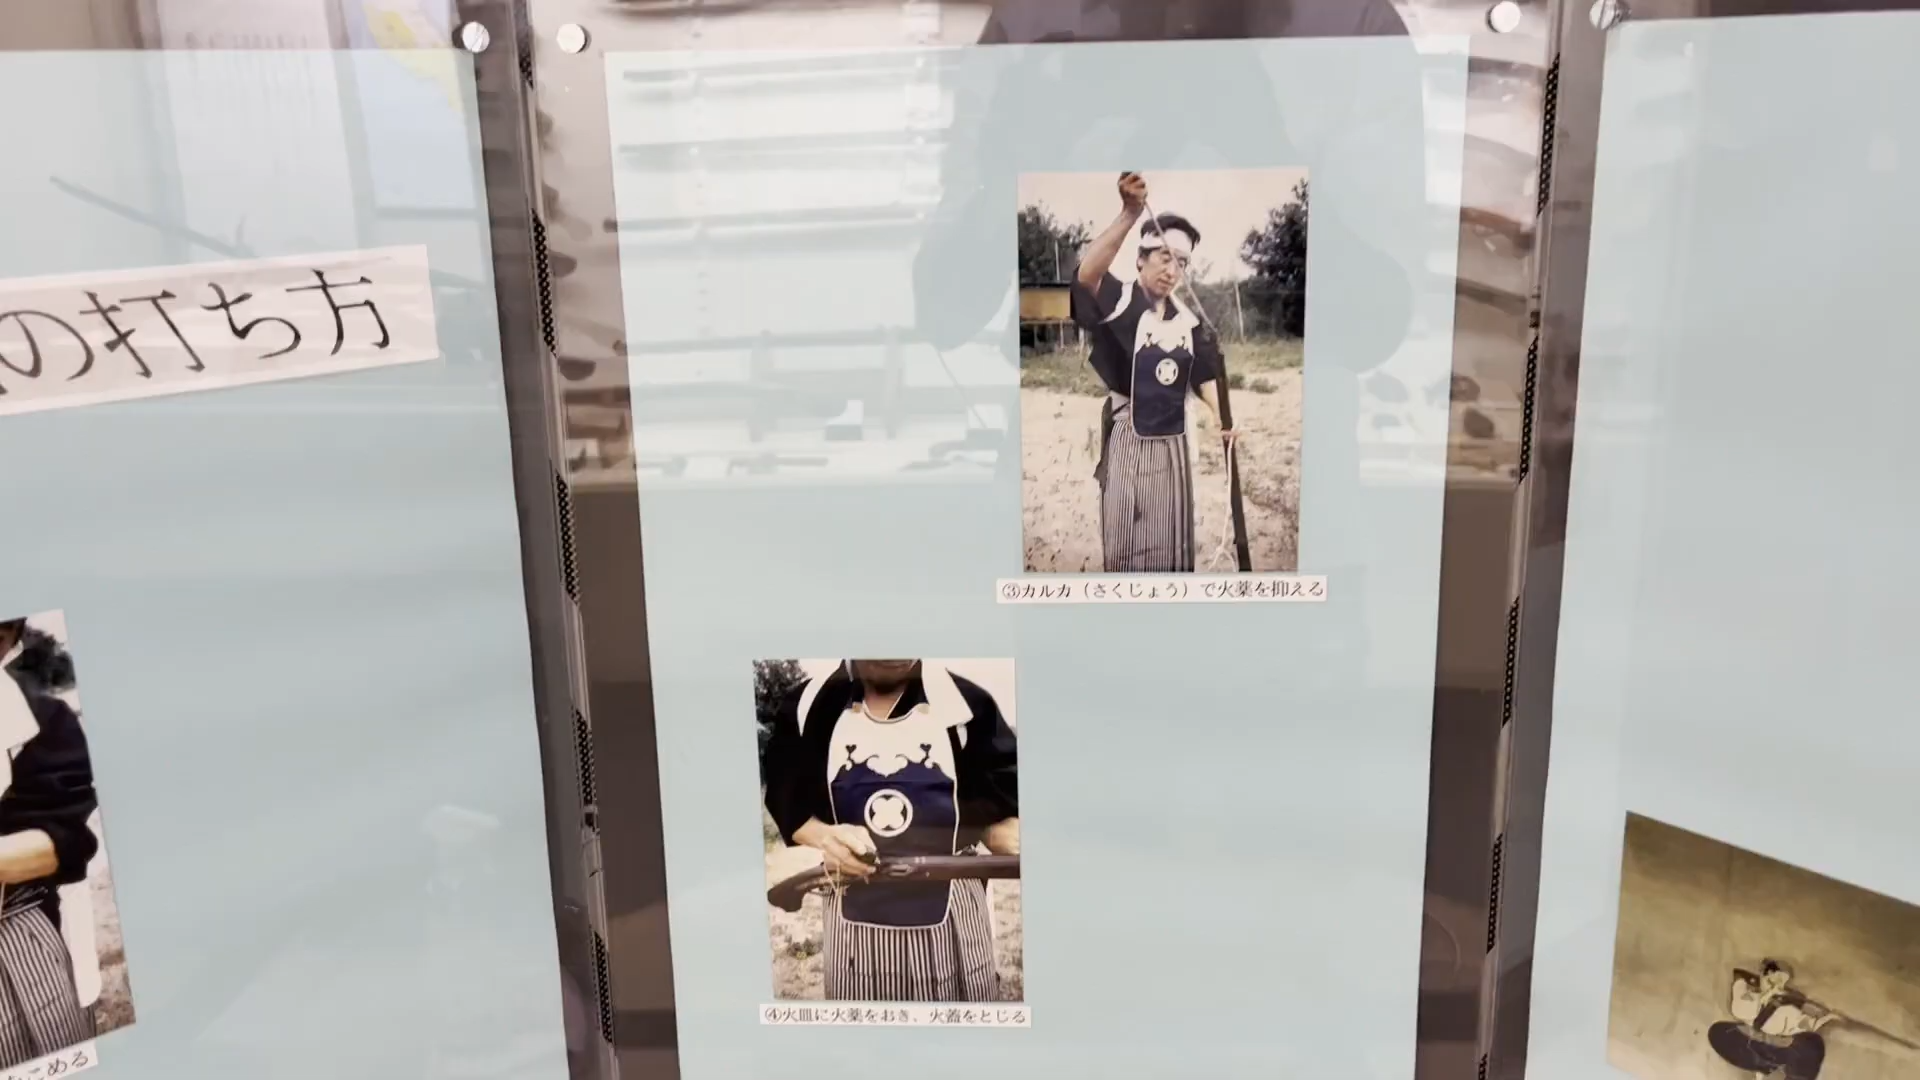 の打ち方
③カルカ（さくじょう）で火薬を抑える
④火皿に火薬をおき、火蓋をとじる
こめる